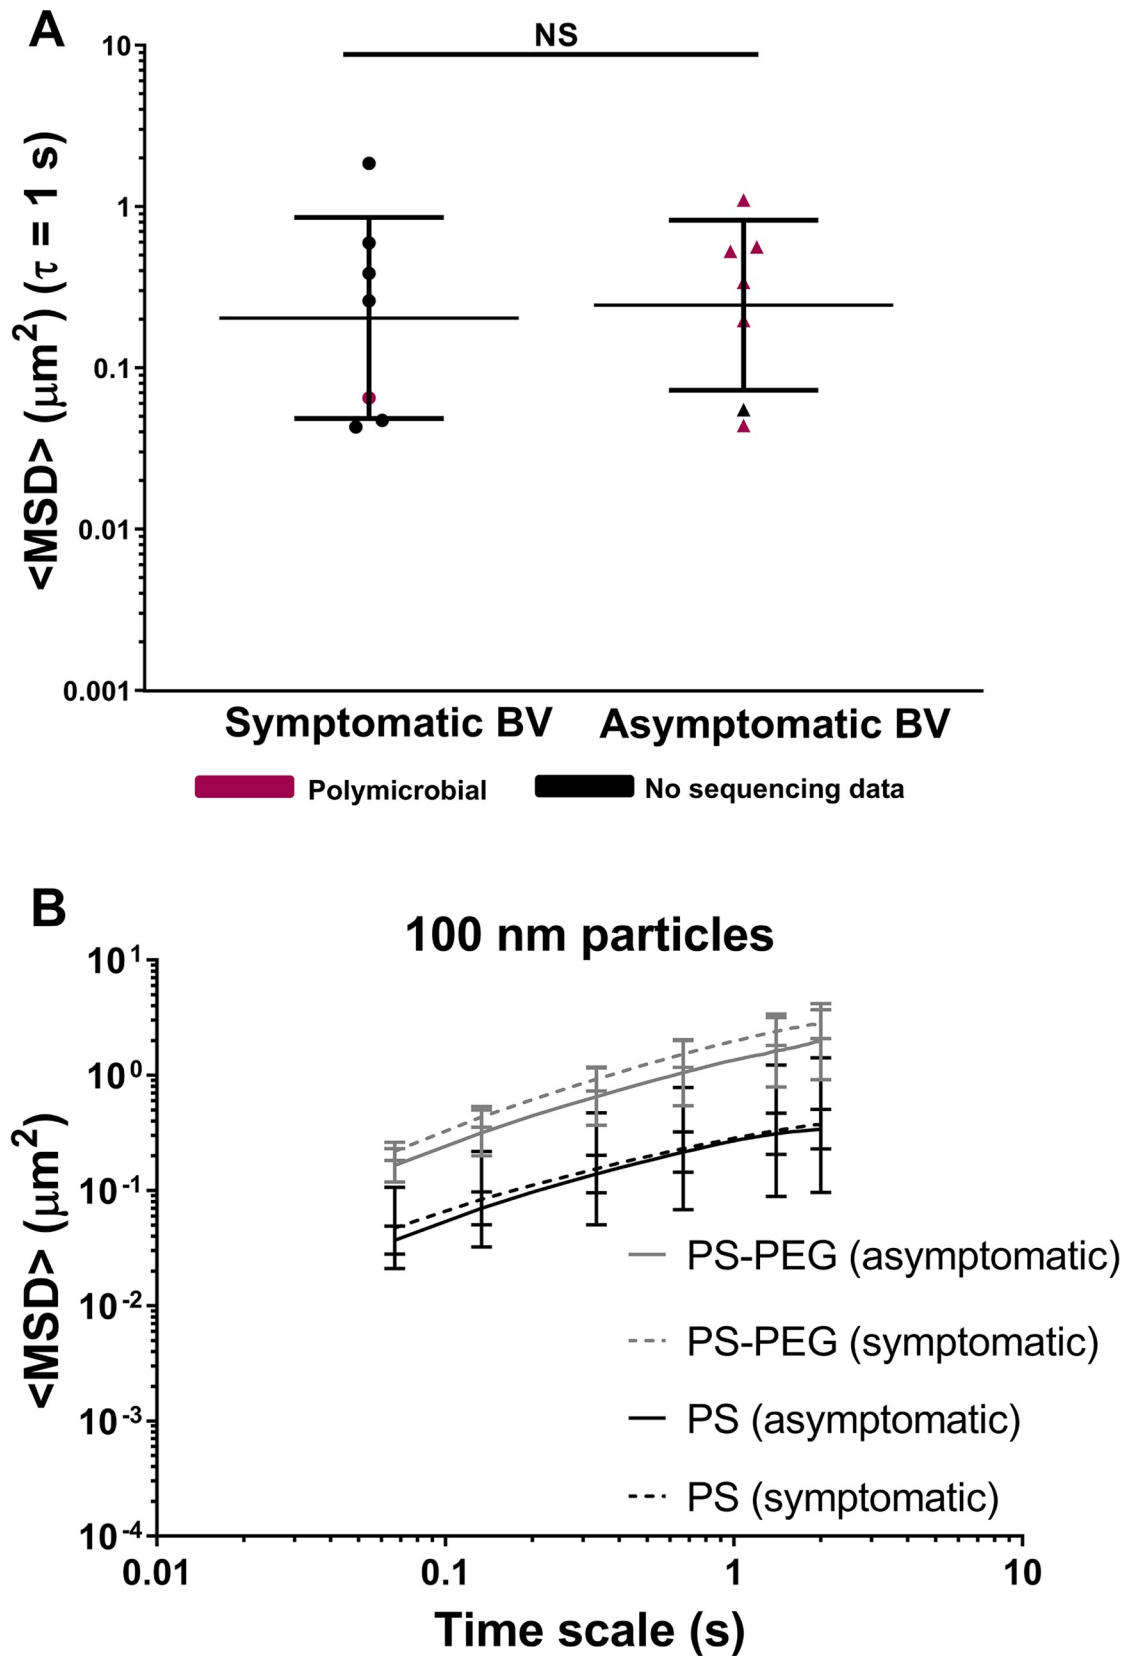 A
NS
<MSD> (μm²) (τ = 1 s)
10
1
0.1
0.01
0.001
Symptomatic BV
Asymptomatic BV
Polymicrobial
No sequencing data
B
100 nm particles
<MSD> (μm²)
10¹
10⁰
10⁻¹
10⁻²
10⁻³
10⁻⁴
PS-PEG (asymptomatic)
PS-PEG (symptomatic)
PS (asymptomatic)
PS (symptomatic)
0.01
0.1
1
10
Time scale (s)